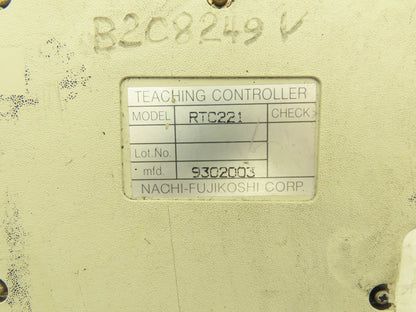 B2C8249 V
TEACHING CONTROLLER
MODEL RTC221 CHECK
Lot.No.
mfd. 9302003
NACHI-FUJIKOSHI CORP.